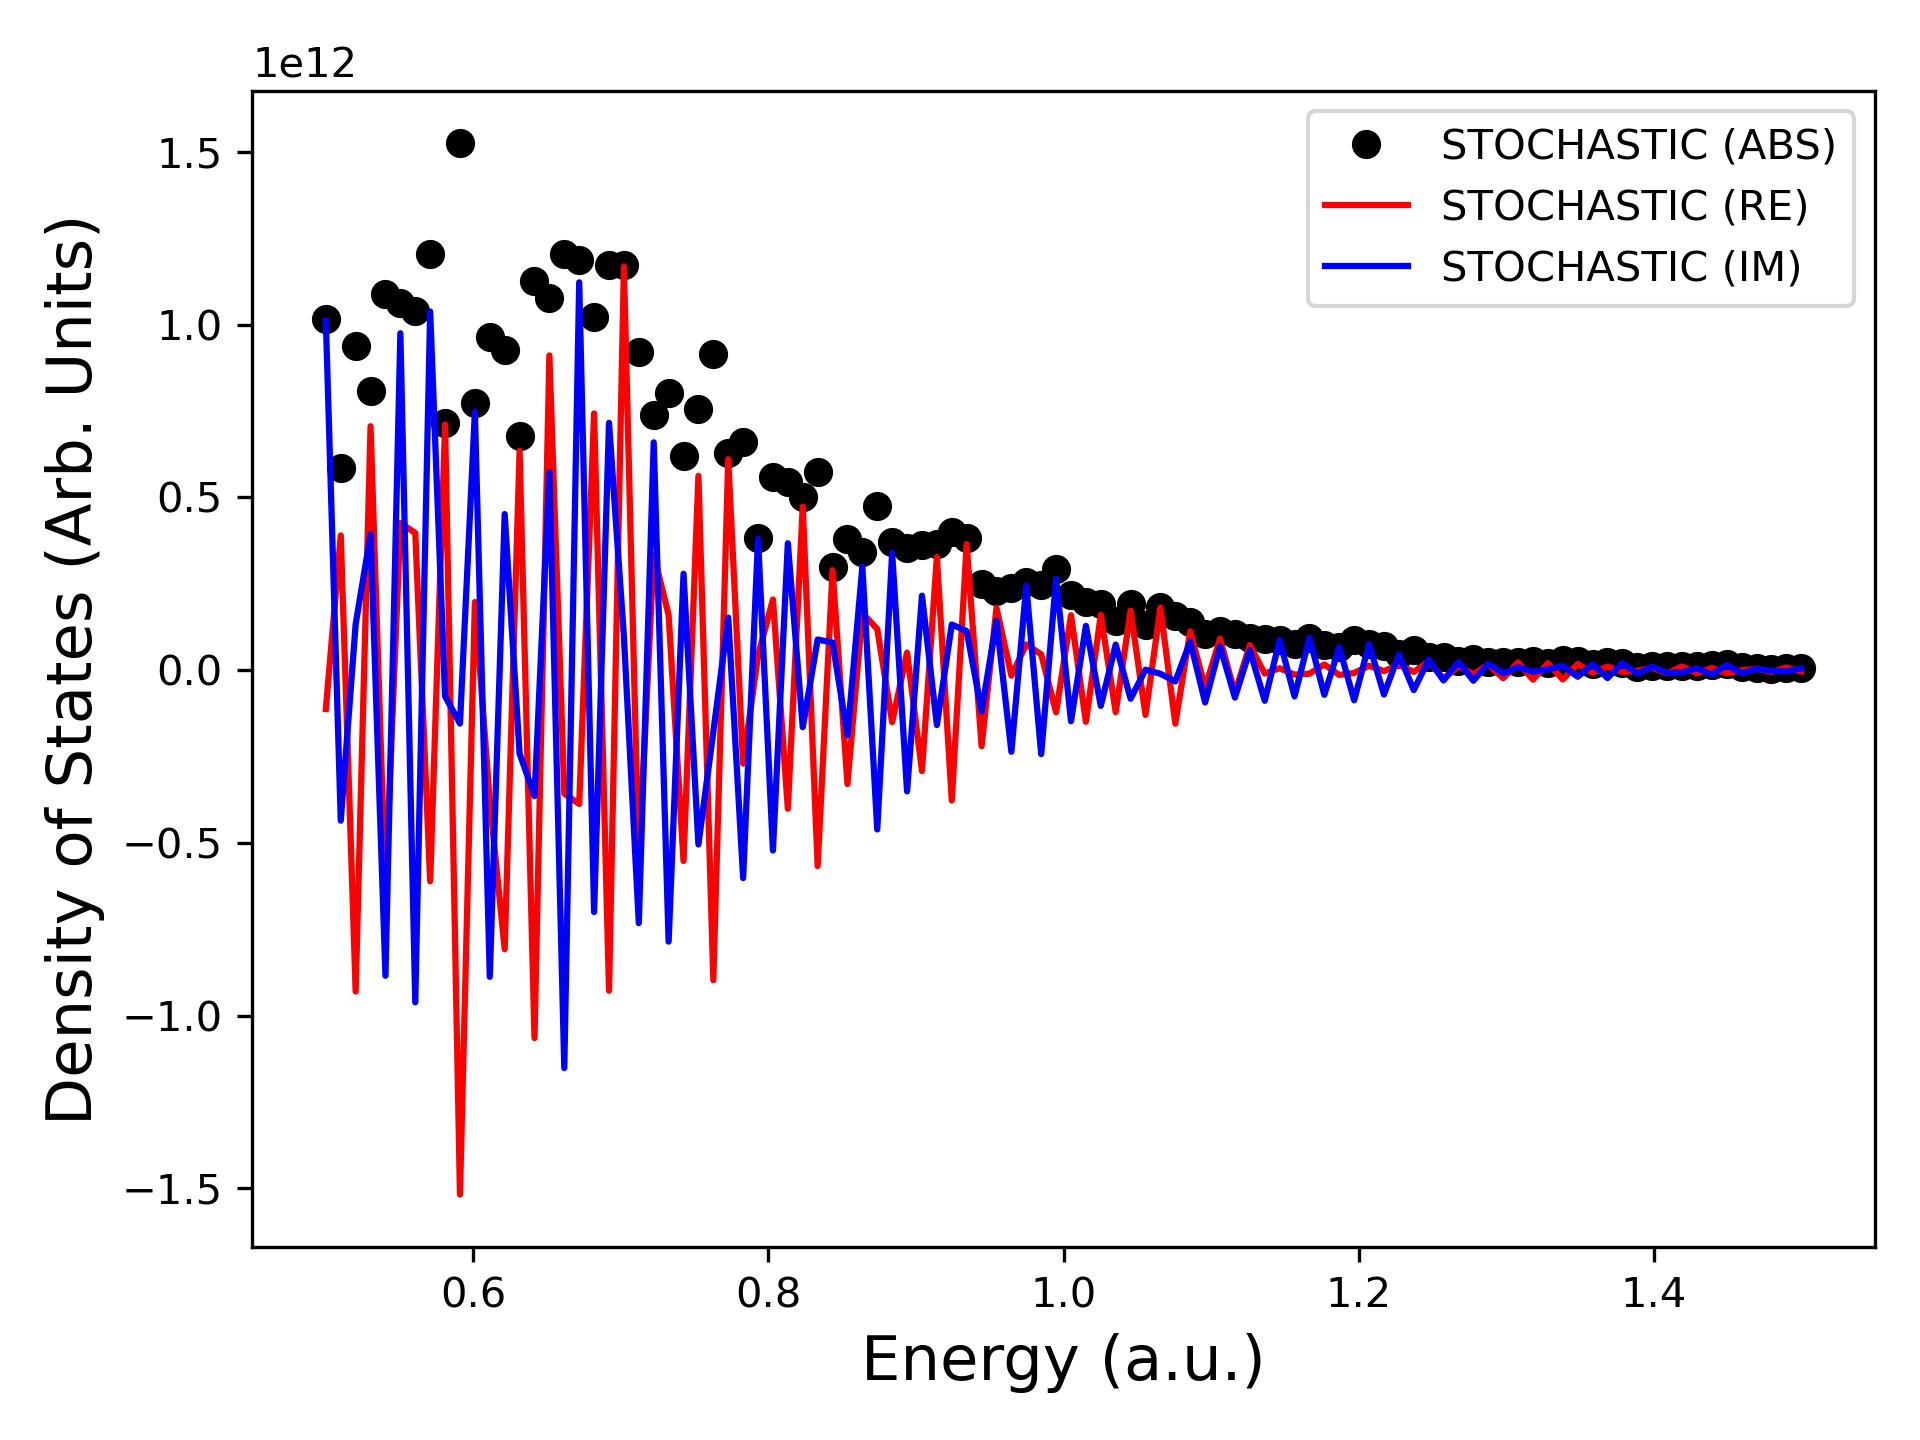 1e12
1.5
1.0
0.5
0.0
−0.5
−1.0
−1.5
Density of States (Arb. Units)
STOCHASTIC (ABS)
STOCHASTIC (RE)
STOCHASTIC (IM)
0.6 0.8 1.0 1.2 1.4
Energy (a.u.)